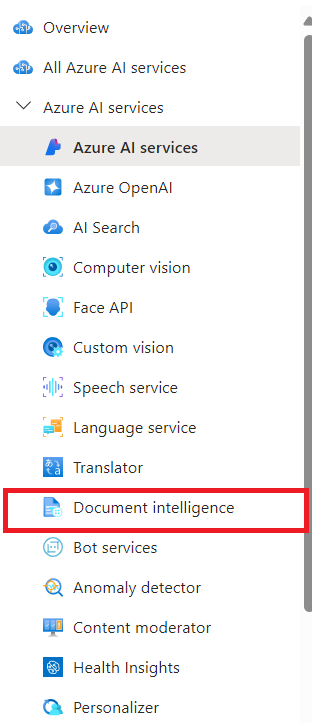 Overview
All Azure AI services
Azure AI services
Azure AI services
Azure OpenAI
AI Search
Computer vision
Face API
Custom vision
Speech service
Language service
Translator
Document intelligence
Bot services
Anomaly detector
Content moderator
Health Insights
Personalizer